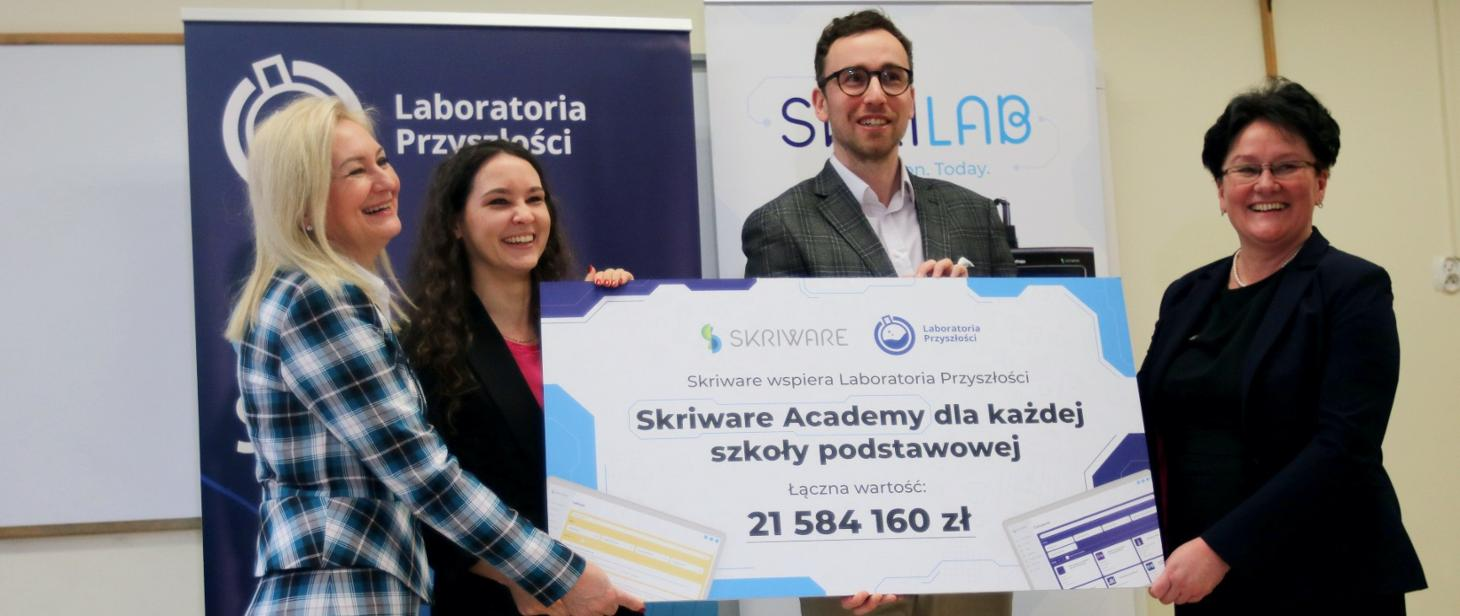 Laboratoria
Przyszłości
LAB
on. Today.
SKRIWARE
Laboratoria
Przyszłości
Skriware wspiera Laboratoria Przyszłości
Skriware Academy dla każdej
szkoły podstawowej
Łączna wartość:
21 584 160 zł